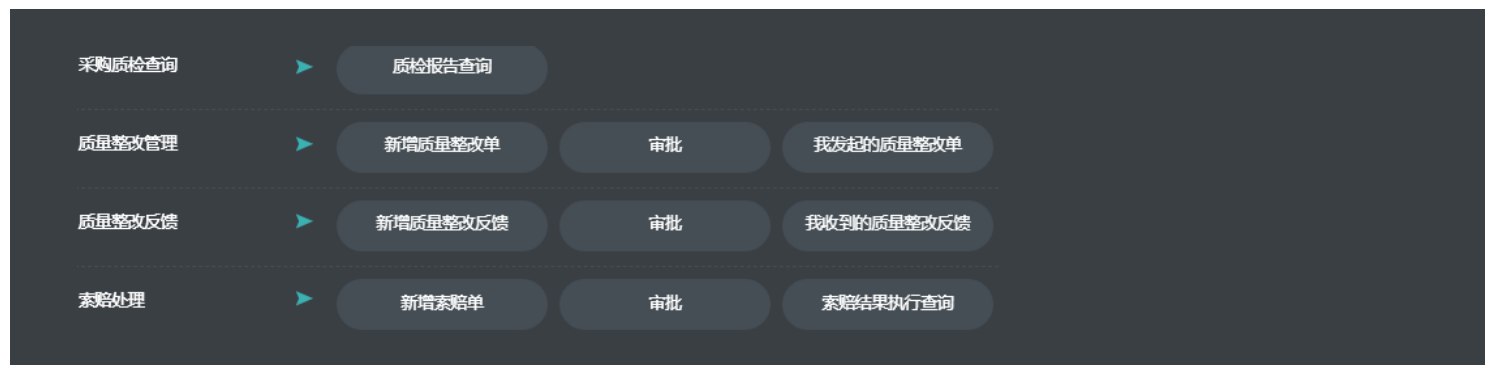 采购质检查询 质检报告查询
质量整改管理 新增质量整改单 审批 我发起的质量整改单
质量整改反馈 新增质量整改反馈 审批 我收到的质量整改反馈
索赔处理 新增索赔单 审批 索赔结果执行查询